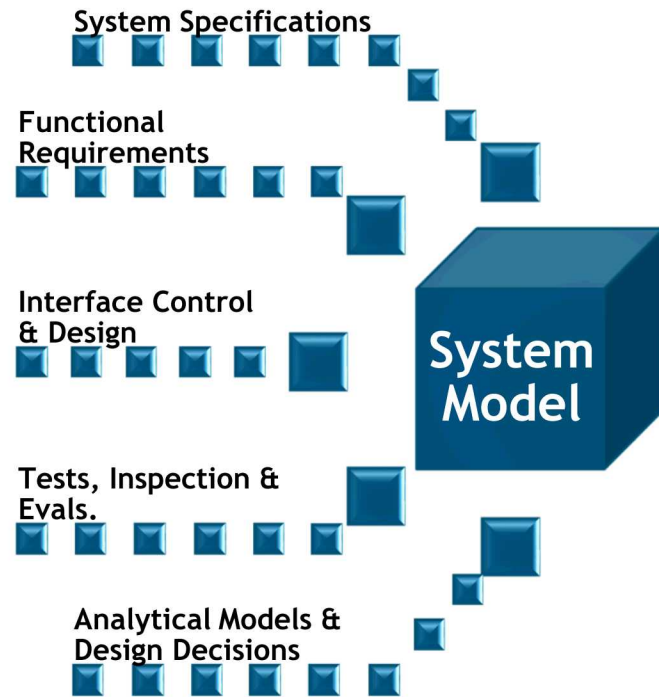 System Specifications
Functional
Requirements
Interface Control
& Design
System
Model
Tests, Inspection &
Evals.
Analytical Models &
Design Decisions